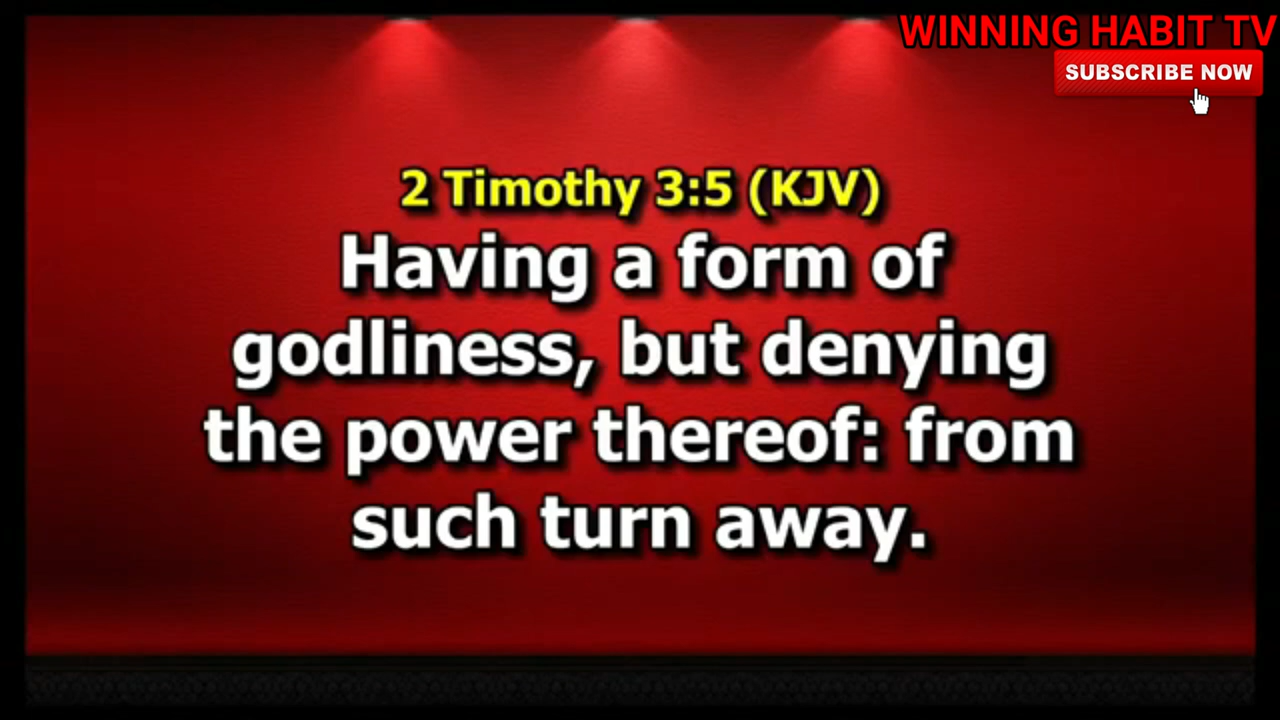 WINNING HABIT TV
SUBSCRIBE NOW
2 Timothy 3:5 (KJV)
Having a form of
godliness, but denying
the power thereof: from
such turn away.